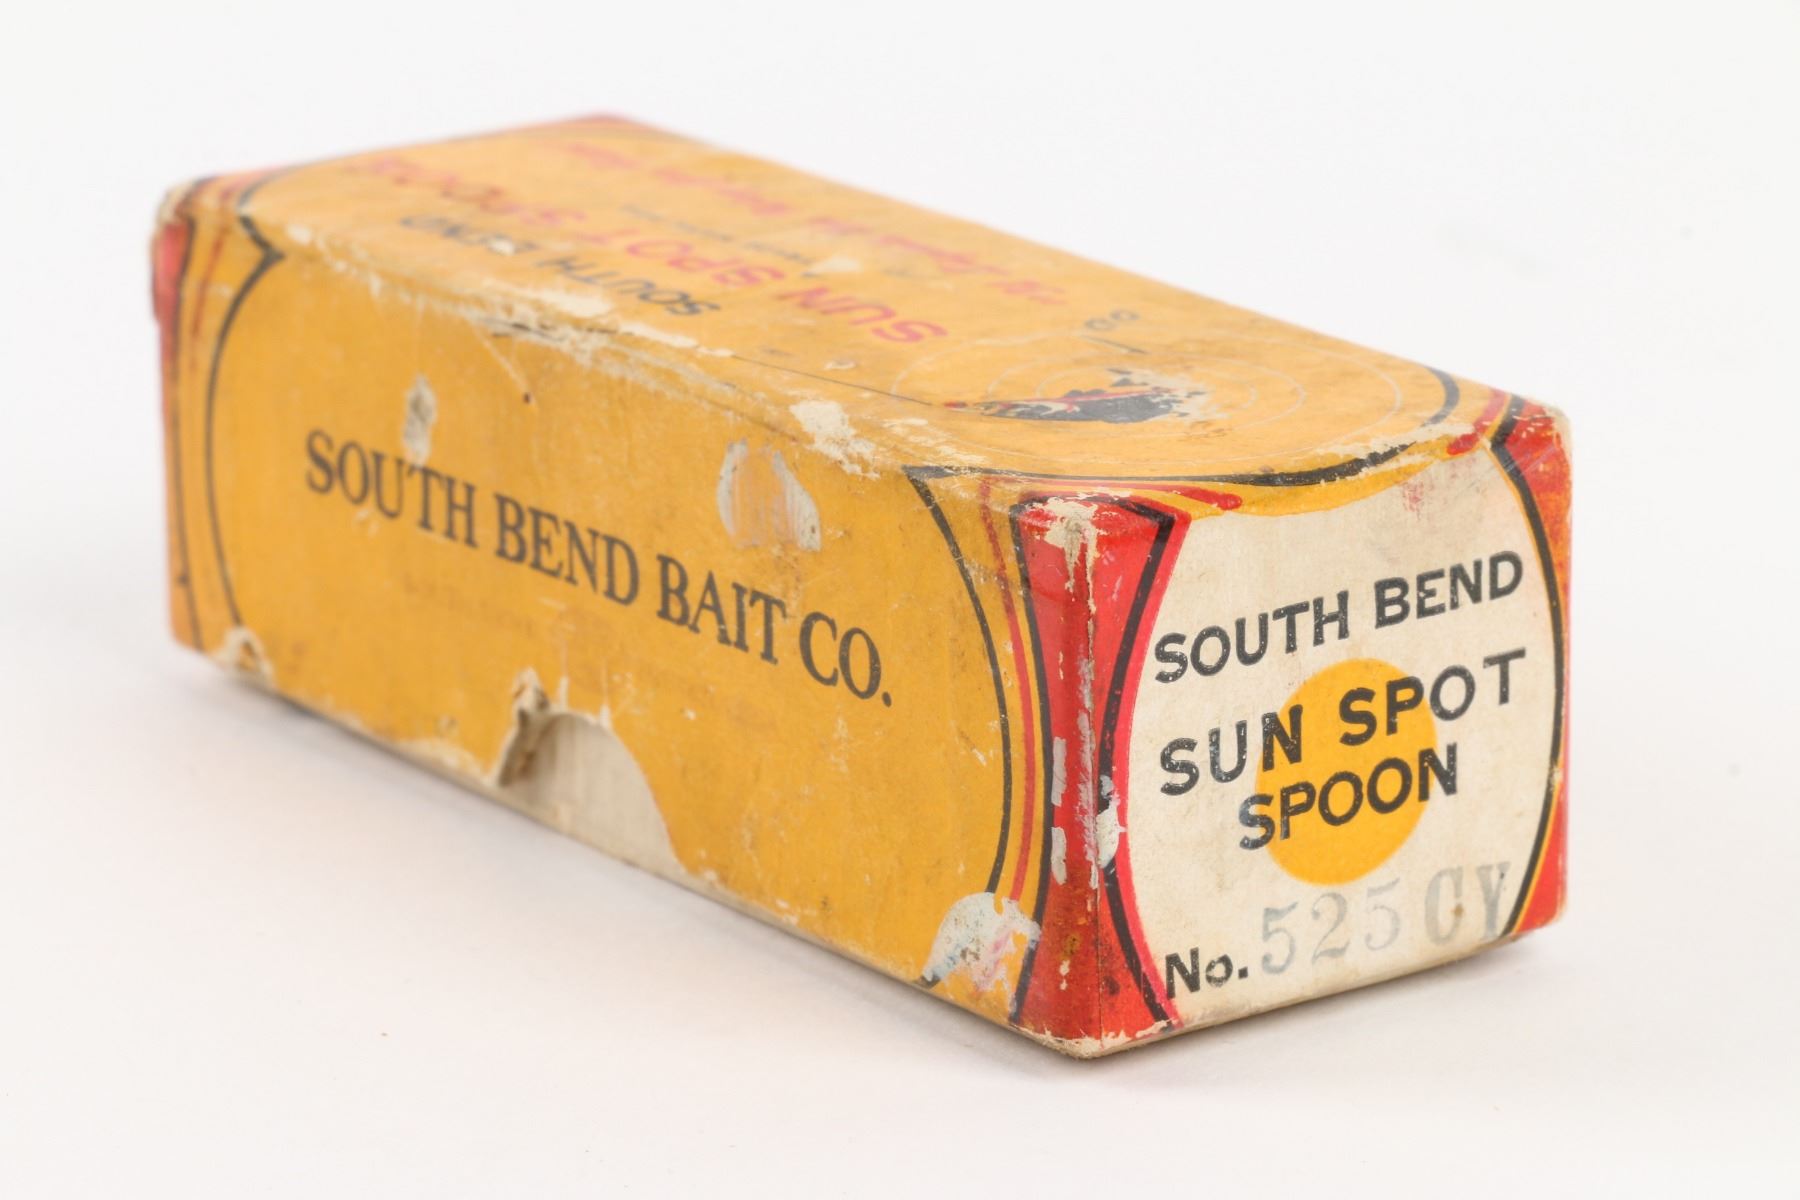 SOUTH BEND
SUN SPOT SPOON
SOUTH BEND BAIT CO.
SOUTH BEND
SUN SPOT
SPOON
No. 525 CY